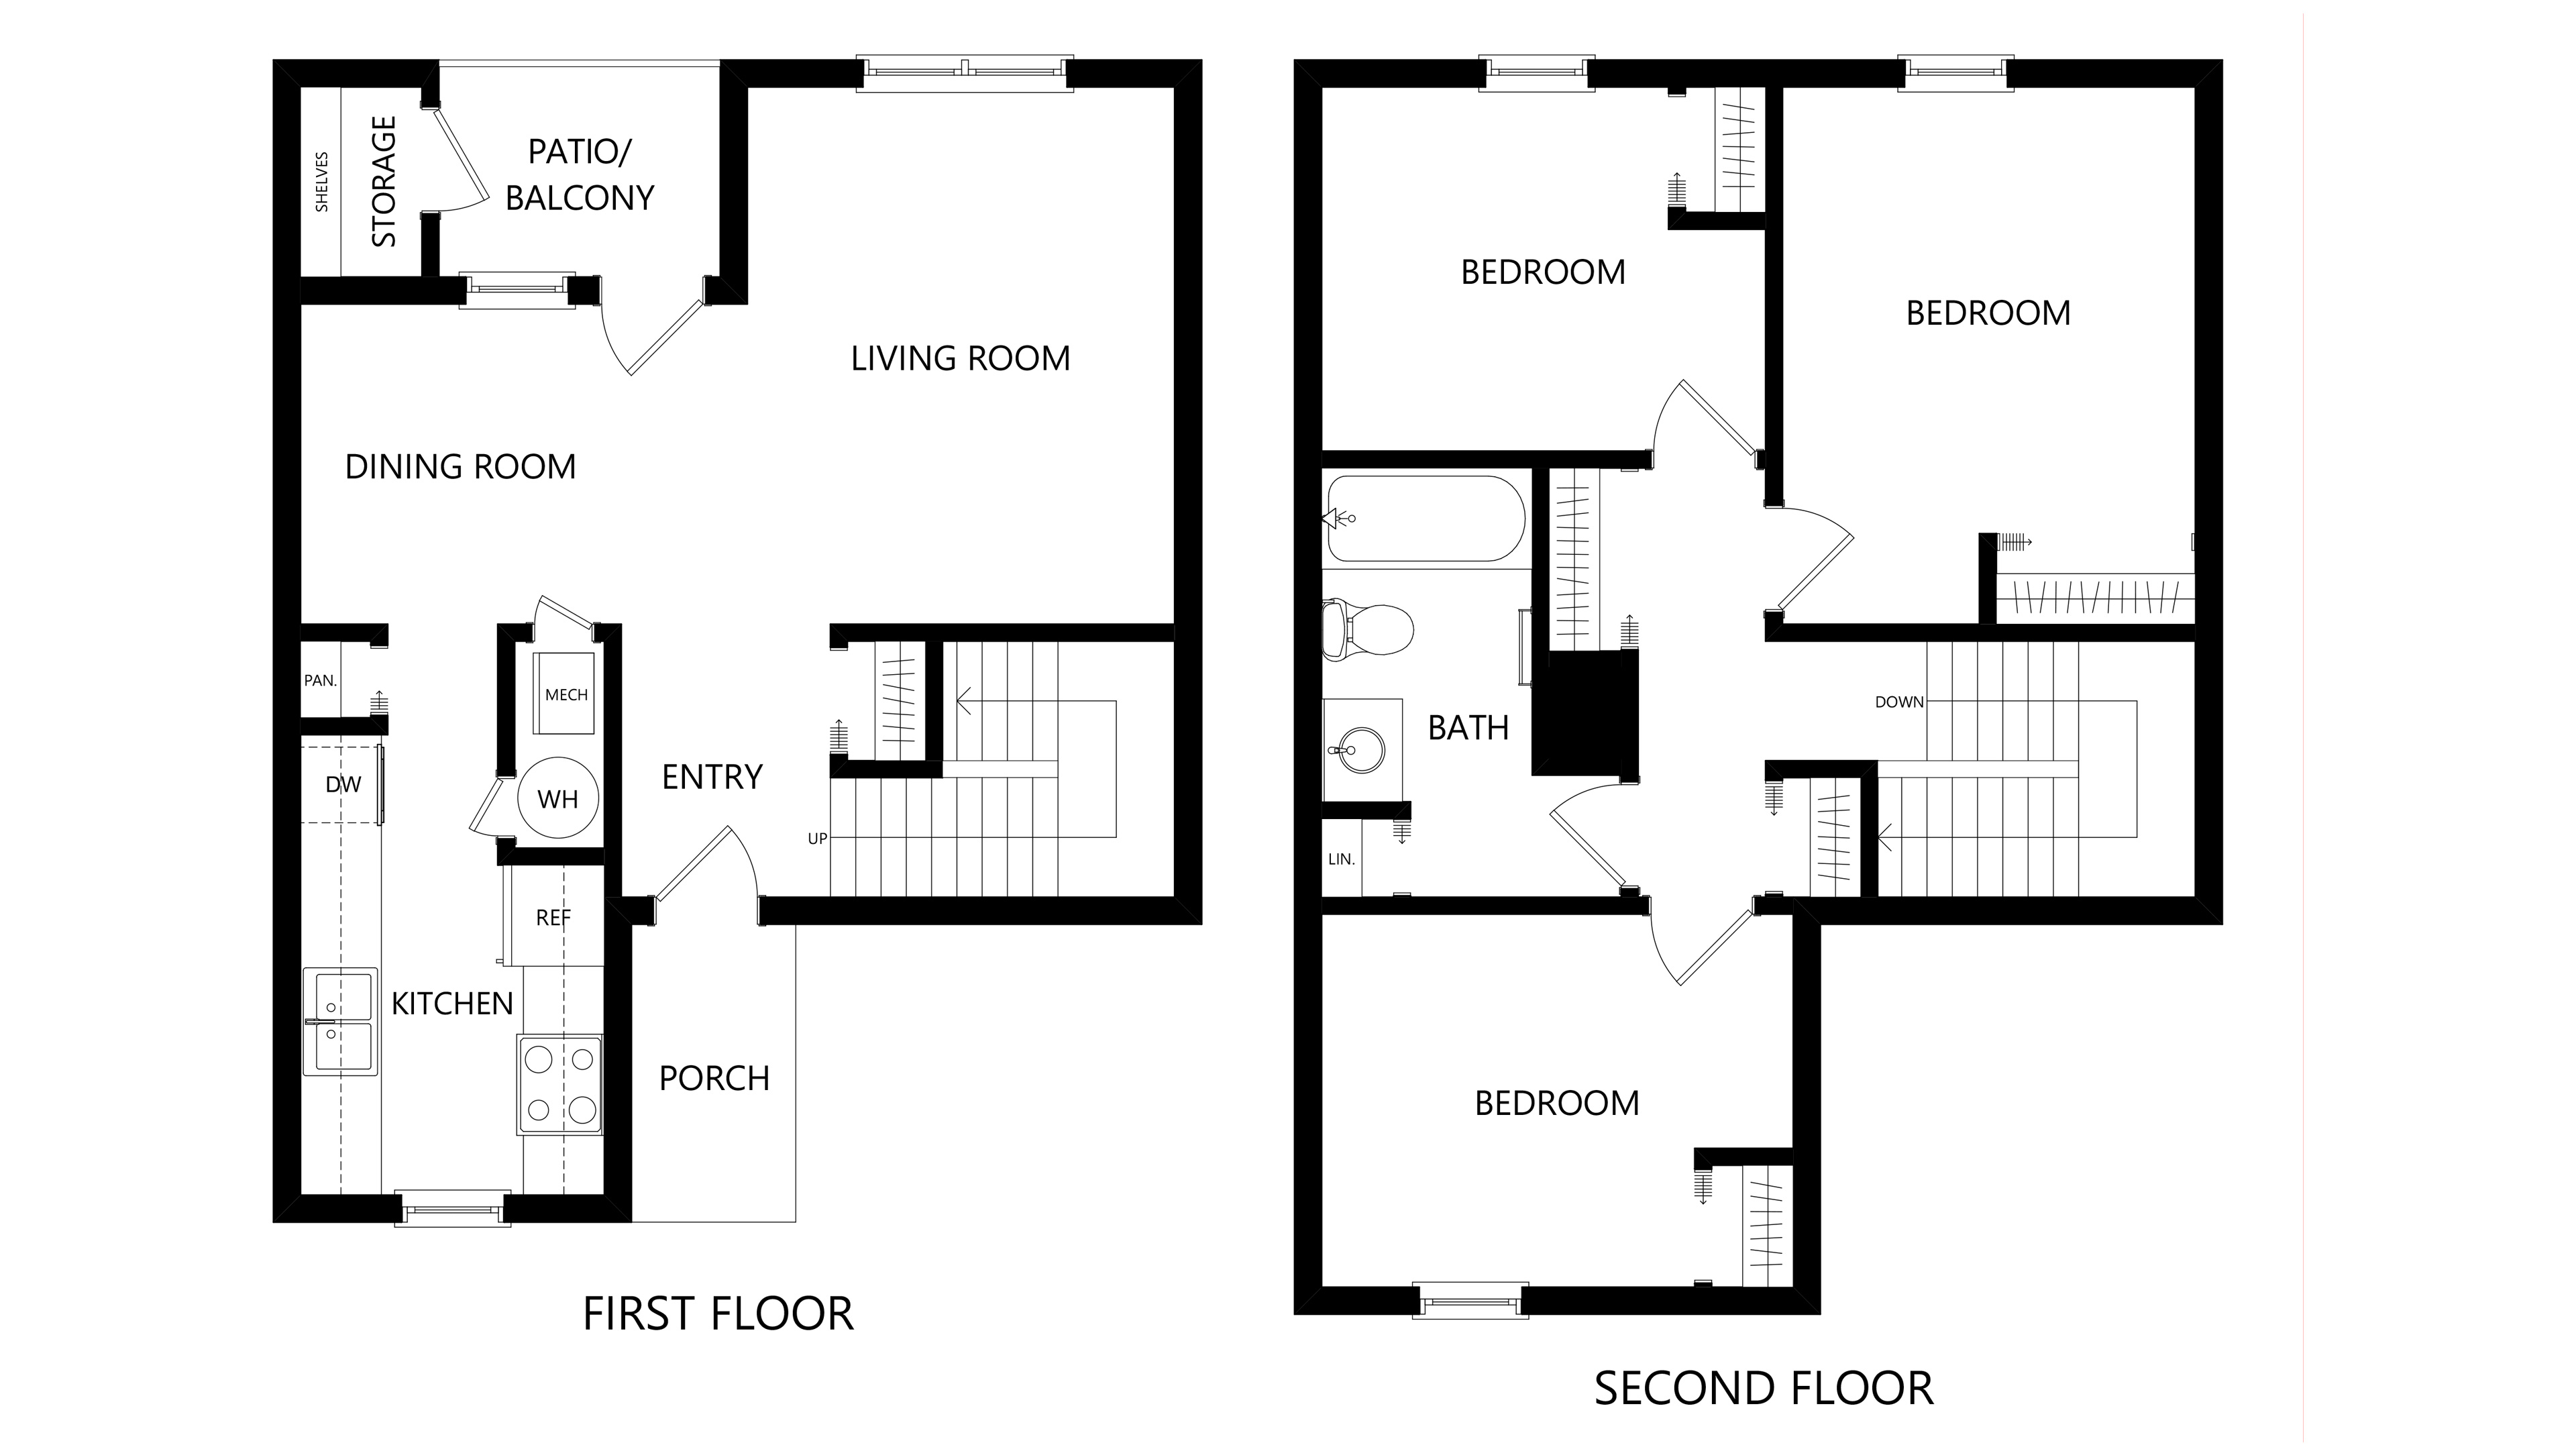 SHELVES
STORAGE
PATIO/
BALCONY
LIVING ROOM
DINING ROOM
PAN.
MECH
DW
WH
ENTRY
UP
REF
KITCHEN
PORCH
FIRST FLOOR
BEDROOM
BEDROOM
BATH
DOWN
LIN.
BEDROOM
SECOND FLOOR